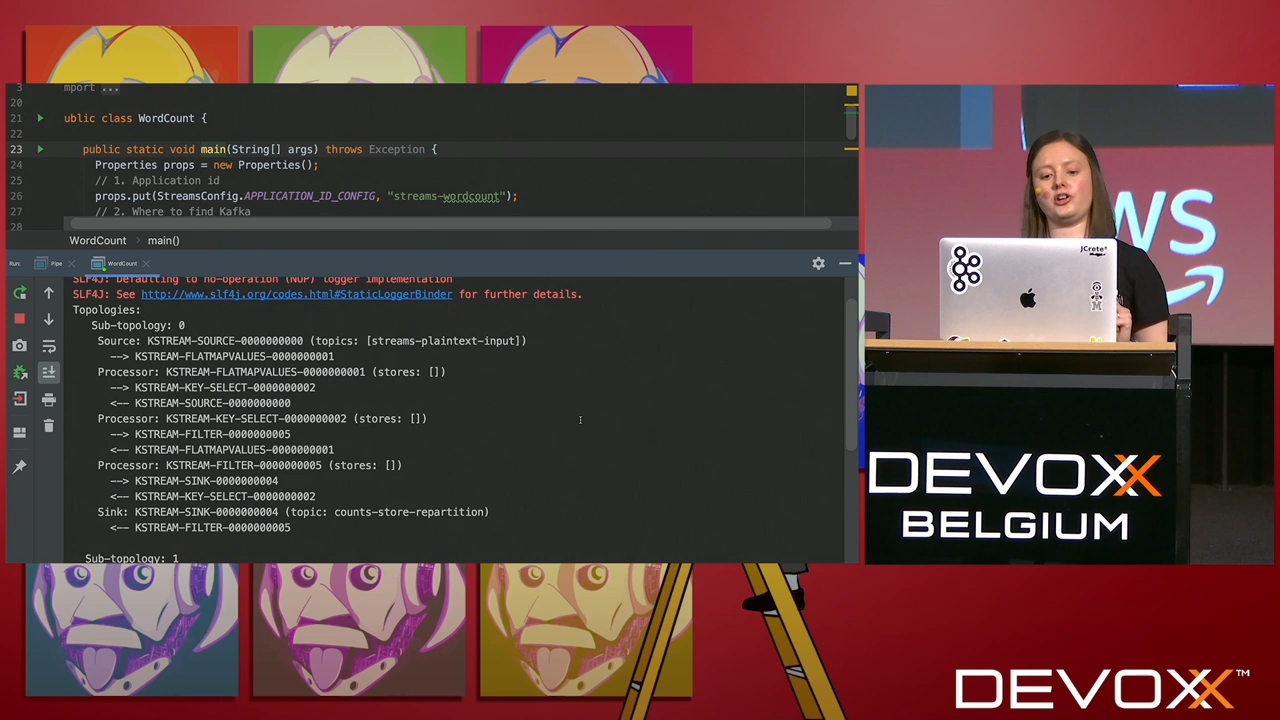 3 mport ...
20
21 ublic class WordCount {
22
23 public static void main(String[] args) throws Exception {
24 Properties props = new Properties();
25 // 1. Application id
26 props.put(StreamsConfig.APPLICATION_ID_CONFIG, "streams-wordcount");
27 // 2. Where to find Kafka
28
WordCount › main()
Run: Pipe × WordCount ×
SLF4J: Defaulting to no-operation (NOP) logger implementation
SLF4J: See http://www.slf4j.org/codes.html#StaticLoggerBinder for further details.
Topologies:
Sub-topology: 0
Source: KSTREAM-SOURCE-0000000000 (topics: [streams-plaintext-input])
--> KSTREAM-FLATMAPVALUES-0000000001
Processor: KSTREAM-FLATMAPVALUES-0000000001 (stores: [])
--> KSTREAM-KEY-SELECT-0000000002
<-- KSTREAM-SOURCE-0000000000
Processor: KSTREAM-KEY-SELECT-0000000002 (stores: [])
--> KSTREAM-FILTER-0000000005
<-- KSTREAM-FLATMAPVALUES-0000000001
Processor: KSTREAM-FILTER-0000000005 (stores: [])
--> KSTREAM-SINK-0000000004
<-- KSTREAM-KEY-SELECT-0000000002
Sink: KSTREAM-SINK-0000000004 (topic: counts-store-repartition)
<-- KSTREAM-FILTER-0000000005
Sub-topology: 1
WS
JCrete
DEVOXX
BELGIUM
DEVOXX™